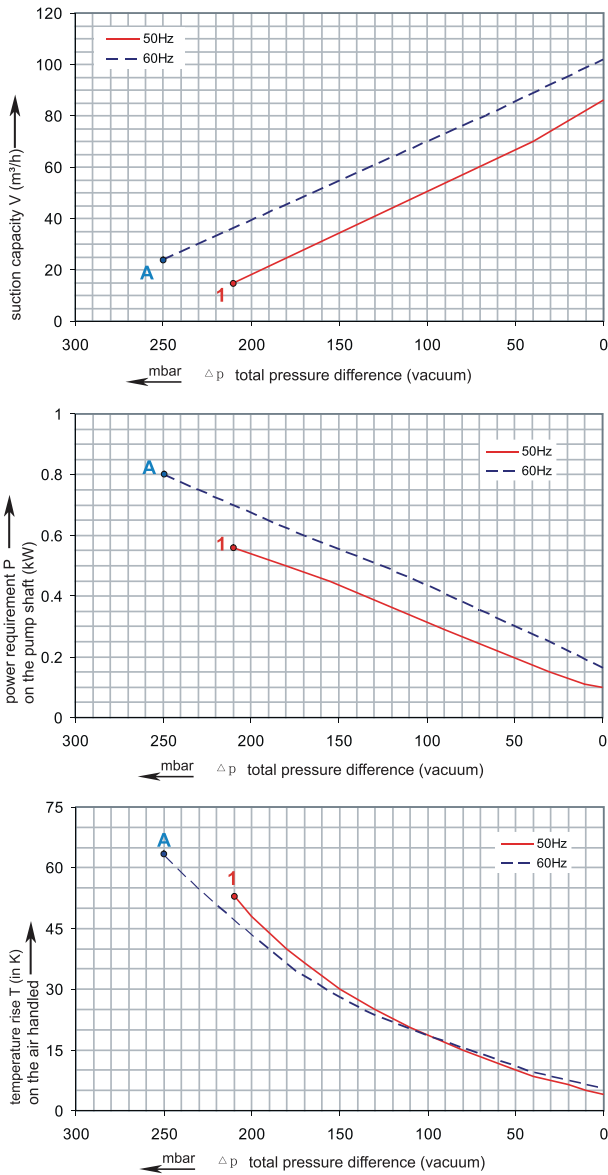 120
50Hz
60Hz
100
80
60
40
20
0
suction capacity V (m³/h)
A
1
300
250
200
150
100
50
0
mbar
△p total pressure difference (vacuum)
1
50Hz
60Hz
0.8
0.6
0.4
0.2
0
power requirement P
on the pump shaft (kW)
A
1
300
250
200
150
100
50
0
mbar
△p total pressure difference (vacuum)
75
50Hz
60Hz
60
45
30
15
0
temperature rise T (in K)
on the air handled
A
1
300
250
200
150
100
50
0
mbar
△p total pressure difference (vacuum)